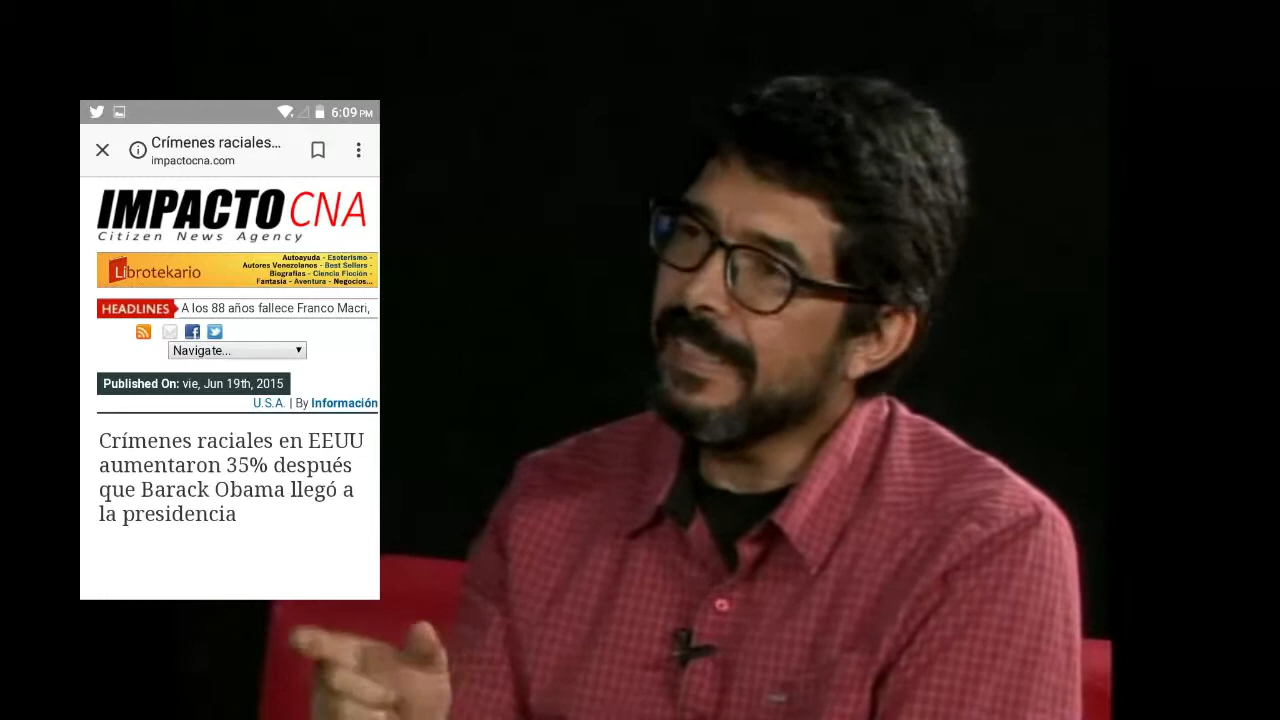 6:09 PM
Crímenes raciales...
impactocna.com
IMPACTO CNA
Citizen News Agency
Librotekario
Autoayuda - Esoterismo -
Autores Venezolanos - Best Sellers -
Biografías - Ciencia Ficción -
Fantasía - Aventura - Negocios...
HEADLINES A los 88 años fallece Franco Macri,
Navigate...
Published On: vie, Jun 19th, 2015
U.S.A. | By Información
Crímenes raciales en EEUU
aumentaron 35% después
que Barack Obama llegó a
la presidencia